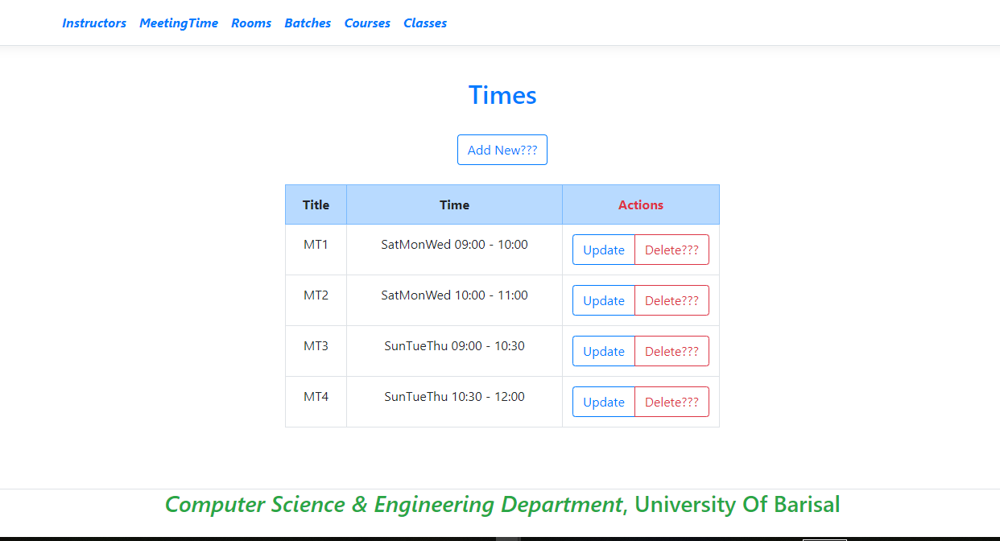 Instructors MeetingTime Rooms Batches Courses Classes
Times
Add New???
Title Time Actions
MT1 SatMonWed 09:00 - 10:00 Update Delete???
MT2 SatMonWed 10:00 - 11:00 Update Delete???
MT3 SunTueThu 09:00 - 10:30 Update Delete???
MT4 SunTueThu 10:30 - 12:00 Update Delete???
Computer Science & Engineering Department, University Of Barisal